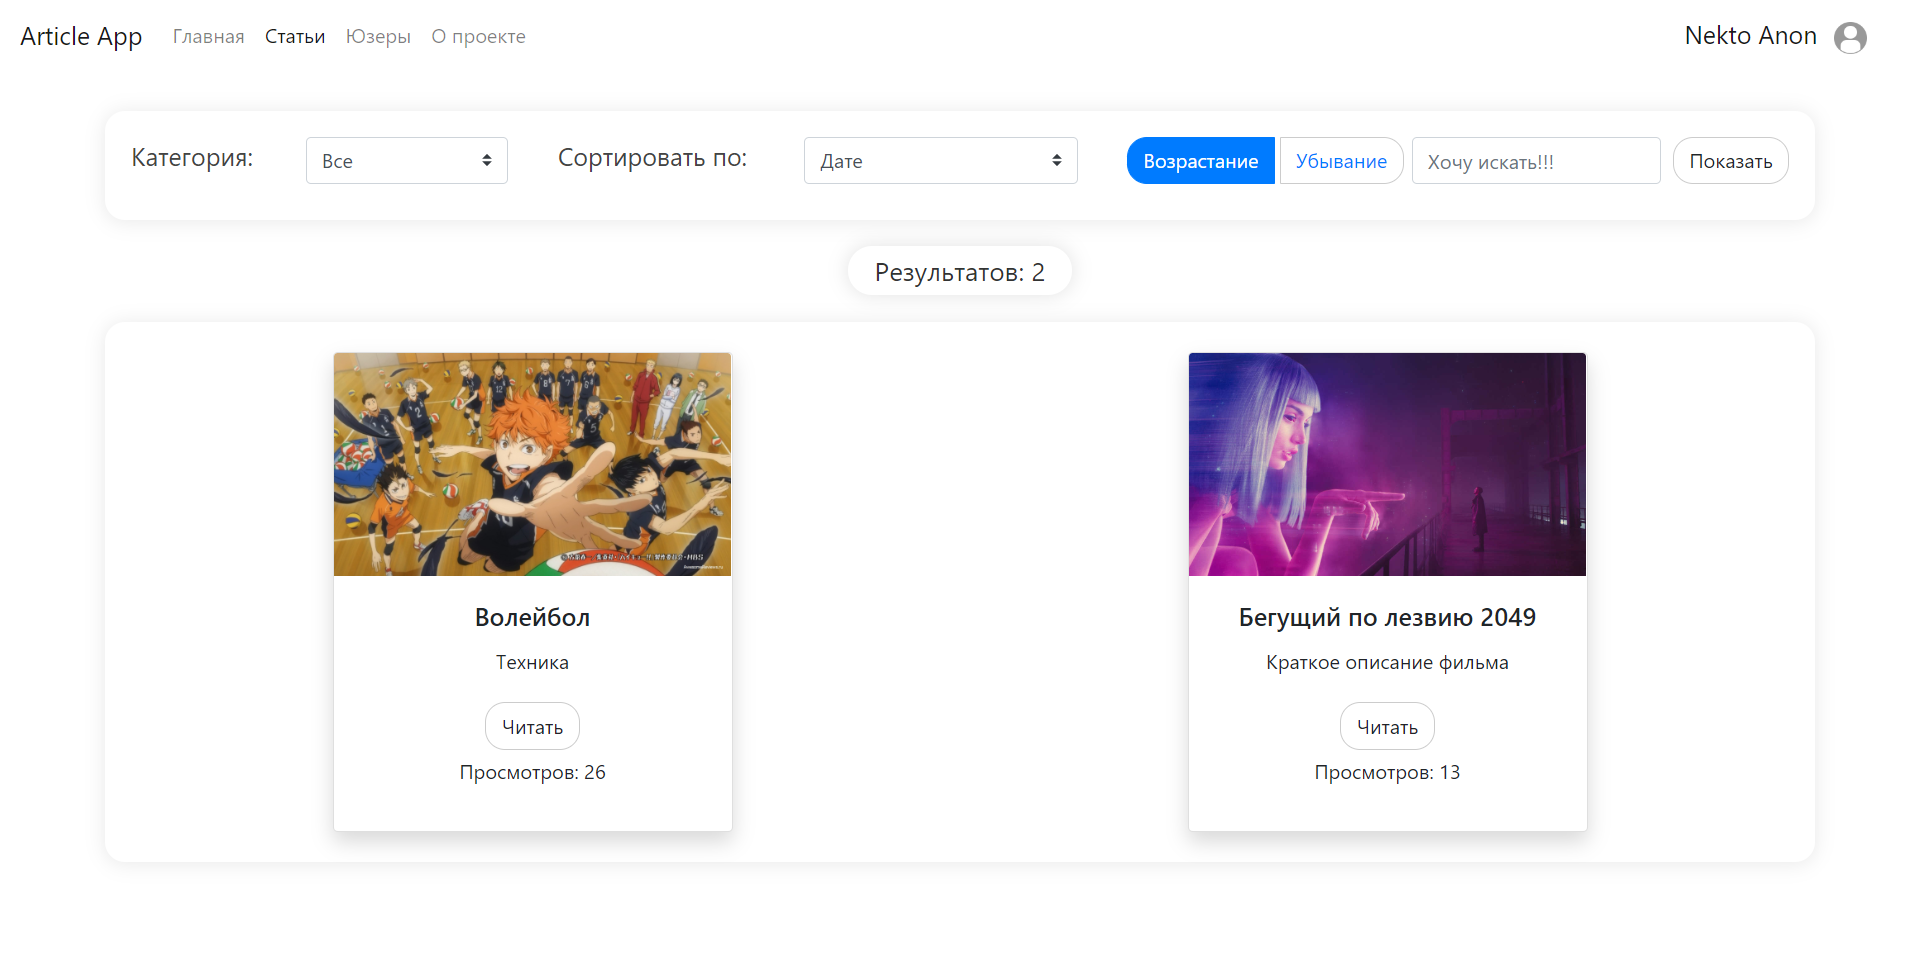 Article App Главная Статьи Юзеры О проекте Nekto Anon
Категория: Все Сортировать по: Дате Возрастание Убывание Хочу искать!!! Показать
Результатов: 2
Волейбол
Техника
Читать
Просмотров: 26
Бегущий по лезвию 2049
Краткое описание фильма
Читать
Просмотров: 13